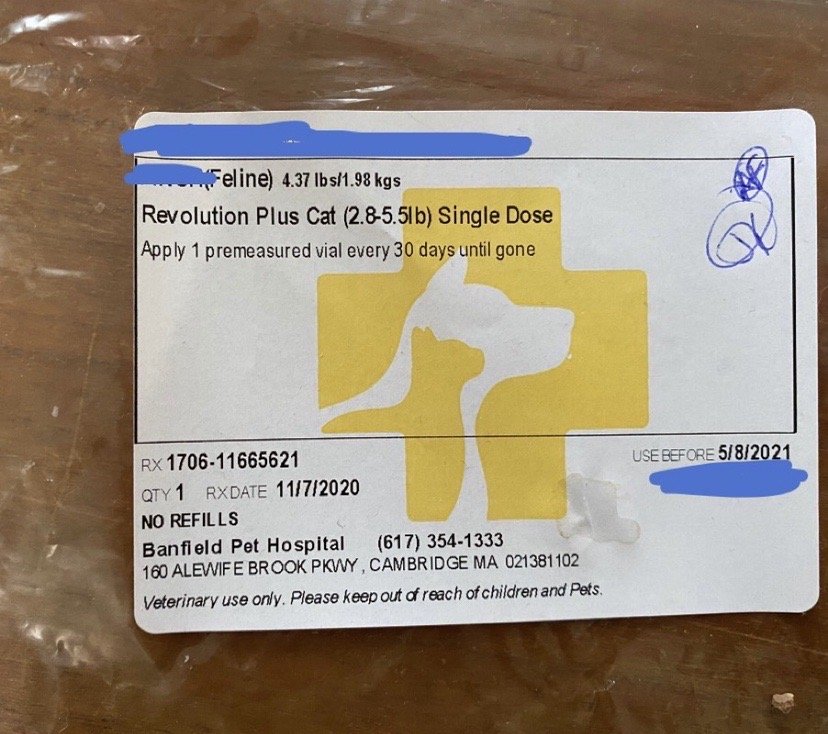 (Feline) 4.37 lbs/1.98 kgs
Revolution Plus Cat (2.8-5.5lb) Single Dose
Apply 1 premeasured vial every 30 days until gone
RX 1706-11665621
USE BEFORE 5/8/2021
QTY 1 RXDATE 11/7/2020
NO REFILLS
Banfield Pet Hospital (617) 354-1333
160 ALEWIFE BROOK PKWY, CAMBRIDGE MA 021381102
Veterinary use only. Please keep out of reach of children and Pets.